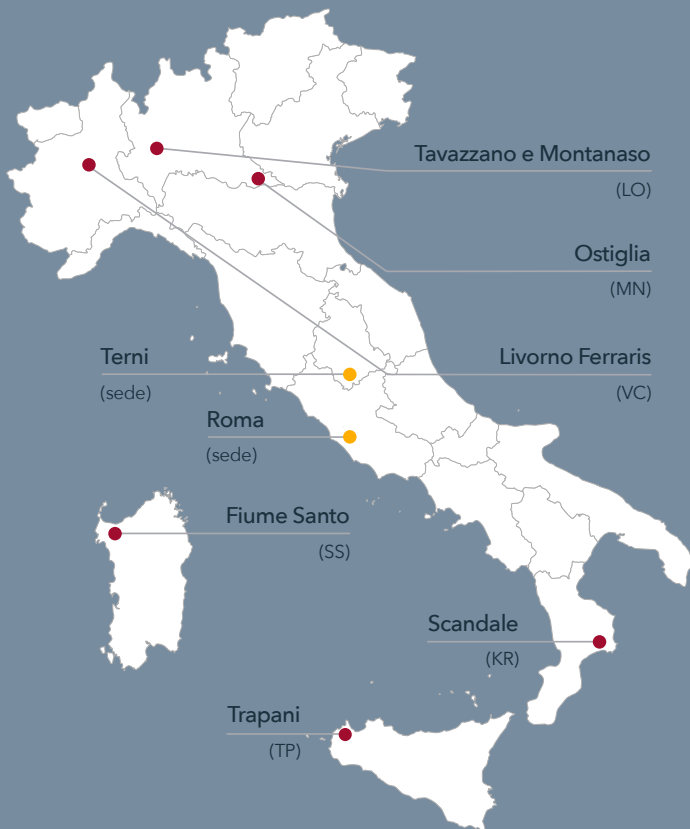 Tavazzano e Montanaso
(LO)
Ostiglia
(MN)
Terni
(sede)
Livorno Ferraris
(VC)
Roma
(sede)
Fiume Santo
(SS)
Scandale
(KR)
Trapani
(TP)